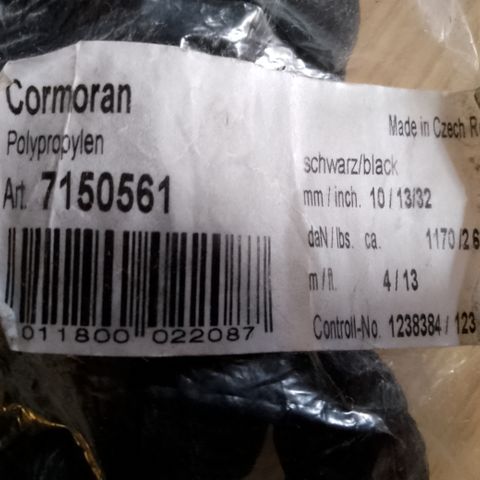 Cormoran
Polypropylen
Art. 7150561
011800 022087
Made in Czech
schwarz/black
mm / inch. 10 / 13/32
daN / lbs. ca. 1170 /2 6
m / ft. 4 / 13
Controll-No. 1238384 / 123